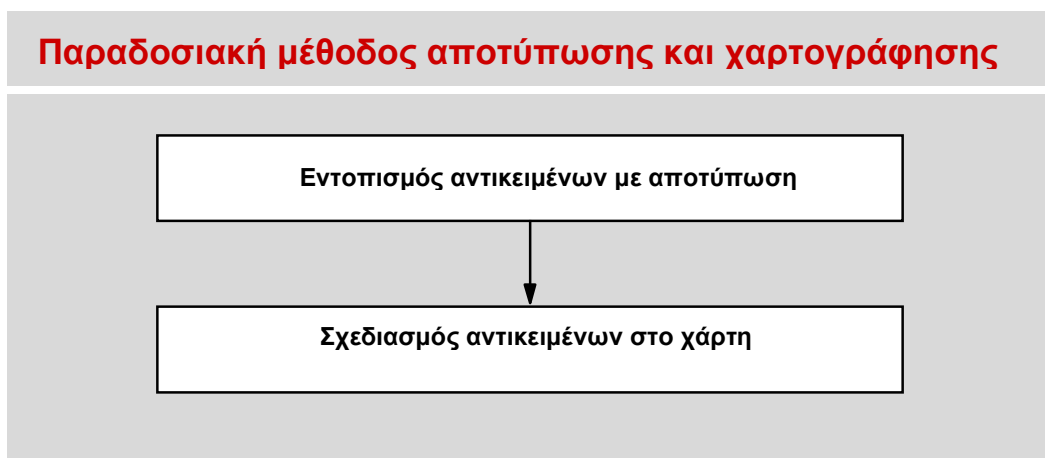 Παραδοσιακή μέθοδος αποτύπωσης και χαρτογράφησης
Εντοπισμός αντικειμένων με αποτύπωση
Σχεδιασμός αντικειμένων στο χάρτη